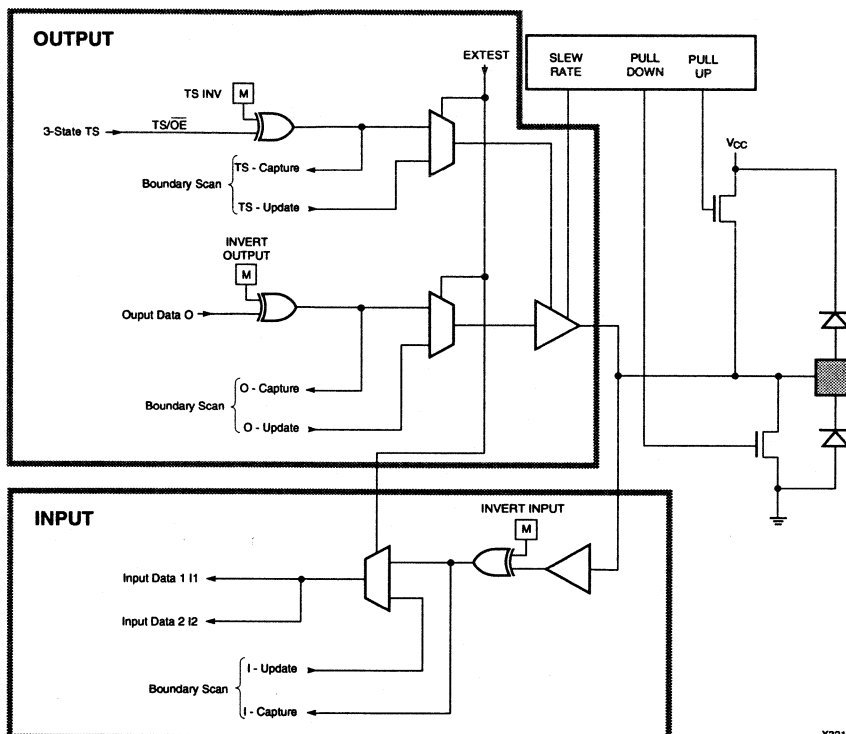 OUTPUT
EXTEST
SLEW RATE
PULL DOWN
PULL UP
TS INV
M
3-State TS
TS/OE
VCC
TS - Capture
Boundary Scan
TS - Update
INVERT OUTPUT
M
Ouput Data O
O - Capture
Boundary Scan
O - Update
INPUT
INVERT INPUT
M
Input Data 1 I1
Input Data 2 I2
I - Update
Boundary Scan
I - Capture